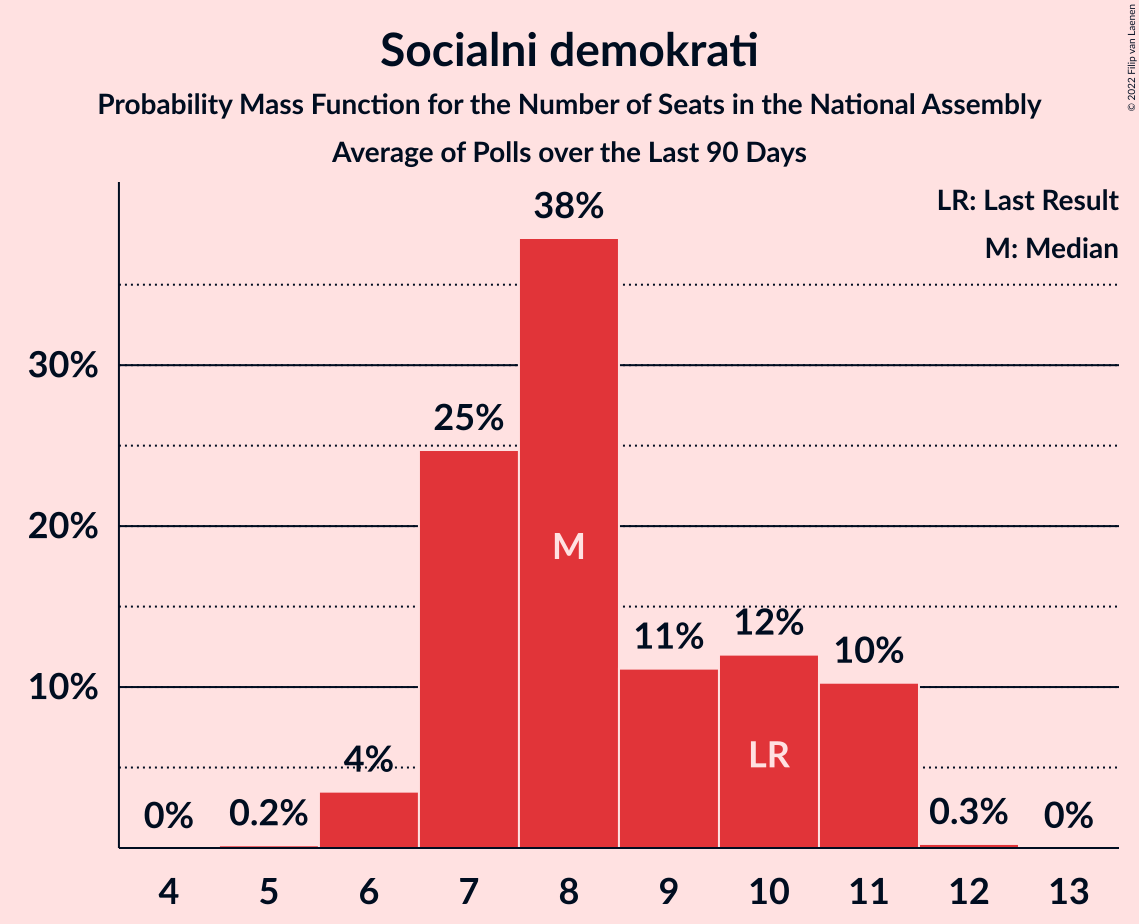 Socialni demokrati
Probability Mass Function for the Number of Seats in the National Assembly
Average of Polls over the Last 90 Days
© 2022 Filip van Laenen
LR: Last Result
M: Median
38%
30%
25%
20%
M
11%
12%
10%
10%
LR
4%
0%
0.2%
0.3%
0%
4 5 6 7 8 9 10 11 12 13